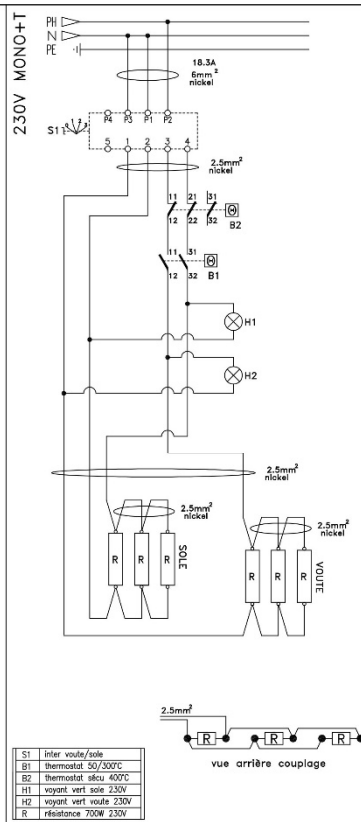 230V MONO+T
PH
N
PE
18.3A
6mm²
nickel
P4 P3 P1 P2
S1 0 1 2 3
5 1 2 3 4
2.5mm²
nickel
11 21 31
12 22 32
B2
11 31
12 32
B1
H1
H2
2.5mm²
nickel
2.5mm²
nickel
2.5mm²
nickel
R R R SOLE
R R R VOUTE
2.5mm²
R R R
vue arrière couplage
S1 inter voute/sole
B1 thermostat 50/300°C
B2 thermostat sécu 400°C
H1 voyant vert sole 230V
H2 voyant vert voute 230V
R résistance 700W 230V